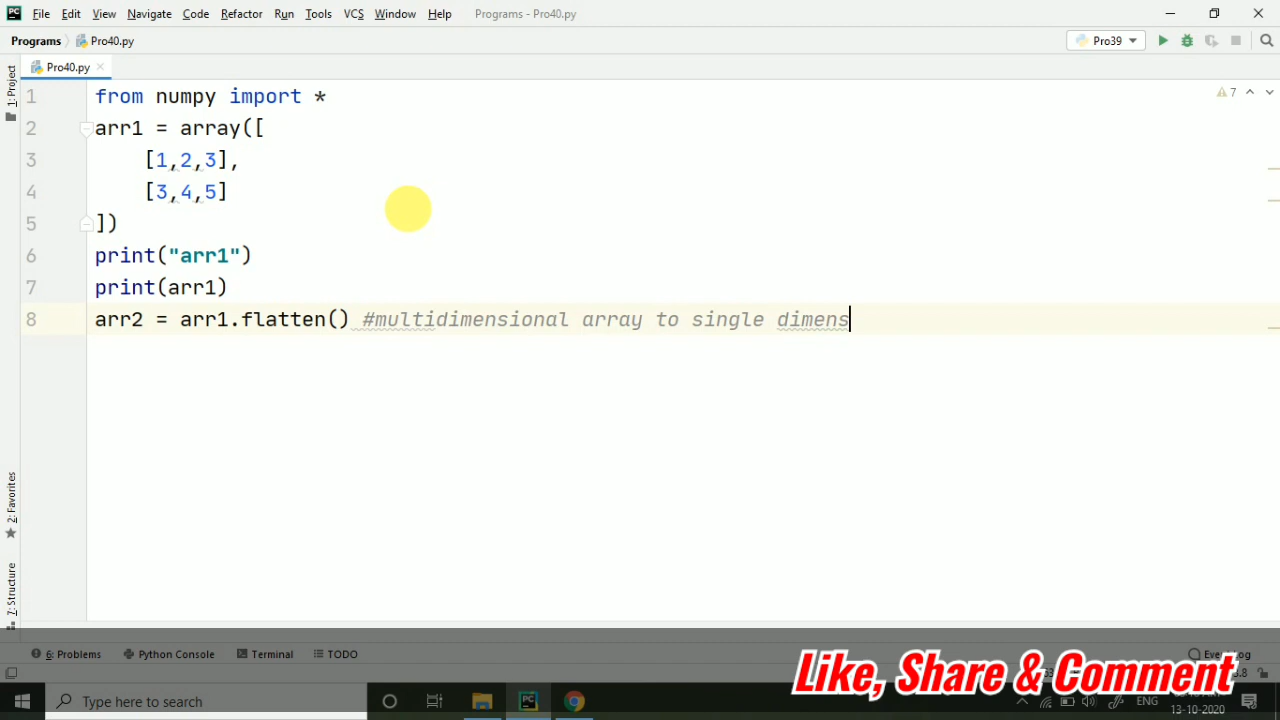 PC File Edit View Navigate Code Refactor Run Tools VCS Window Help Programs - Pro40.py
Programs Pro40.py Pro39
1: Project
Pro40.py
7
1 from numpy import *
2 arr1 = array([
3 [1,2,3],
4 [3,4,5]
5 ])
6 print("arr1")
7 print(arr1)
8 arr2 = arr1.flatten() #multidimensional array to single dimens
2: Favorites
7: Structure
6: Problems Python Console Terminal TODO
Like, Share & Comment
Type here to search
PC
ENG
13-10-2020